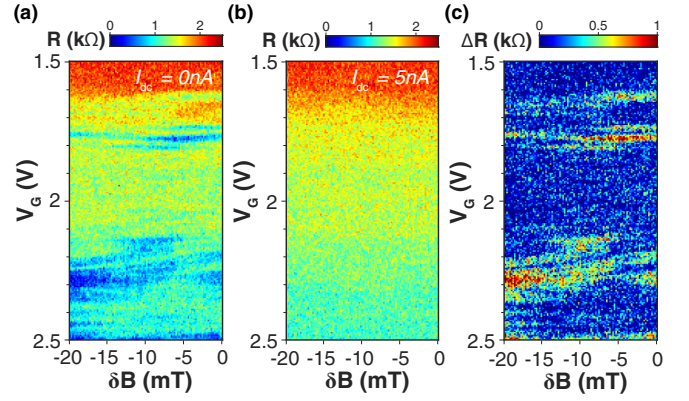 (a) R (kΩ) 0 1 2
(b) R (kΩ) 0 1 2
(c) ΔR (kΩ) 0 0.5 1
1.5 1.5 1.5
I_dc = 0nA I_dc = 5nA
V_G (V) 2 V_G (V) 2 V_G (V) 2
2.5 2.5 2.5
-20 -15 -10 -5 0 -20 -15 -10 -5 0 -20 -15 -10 -5 0
δB (mT) δB (mT) δB (mT)